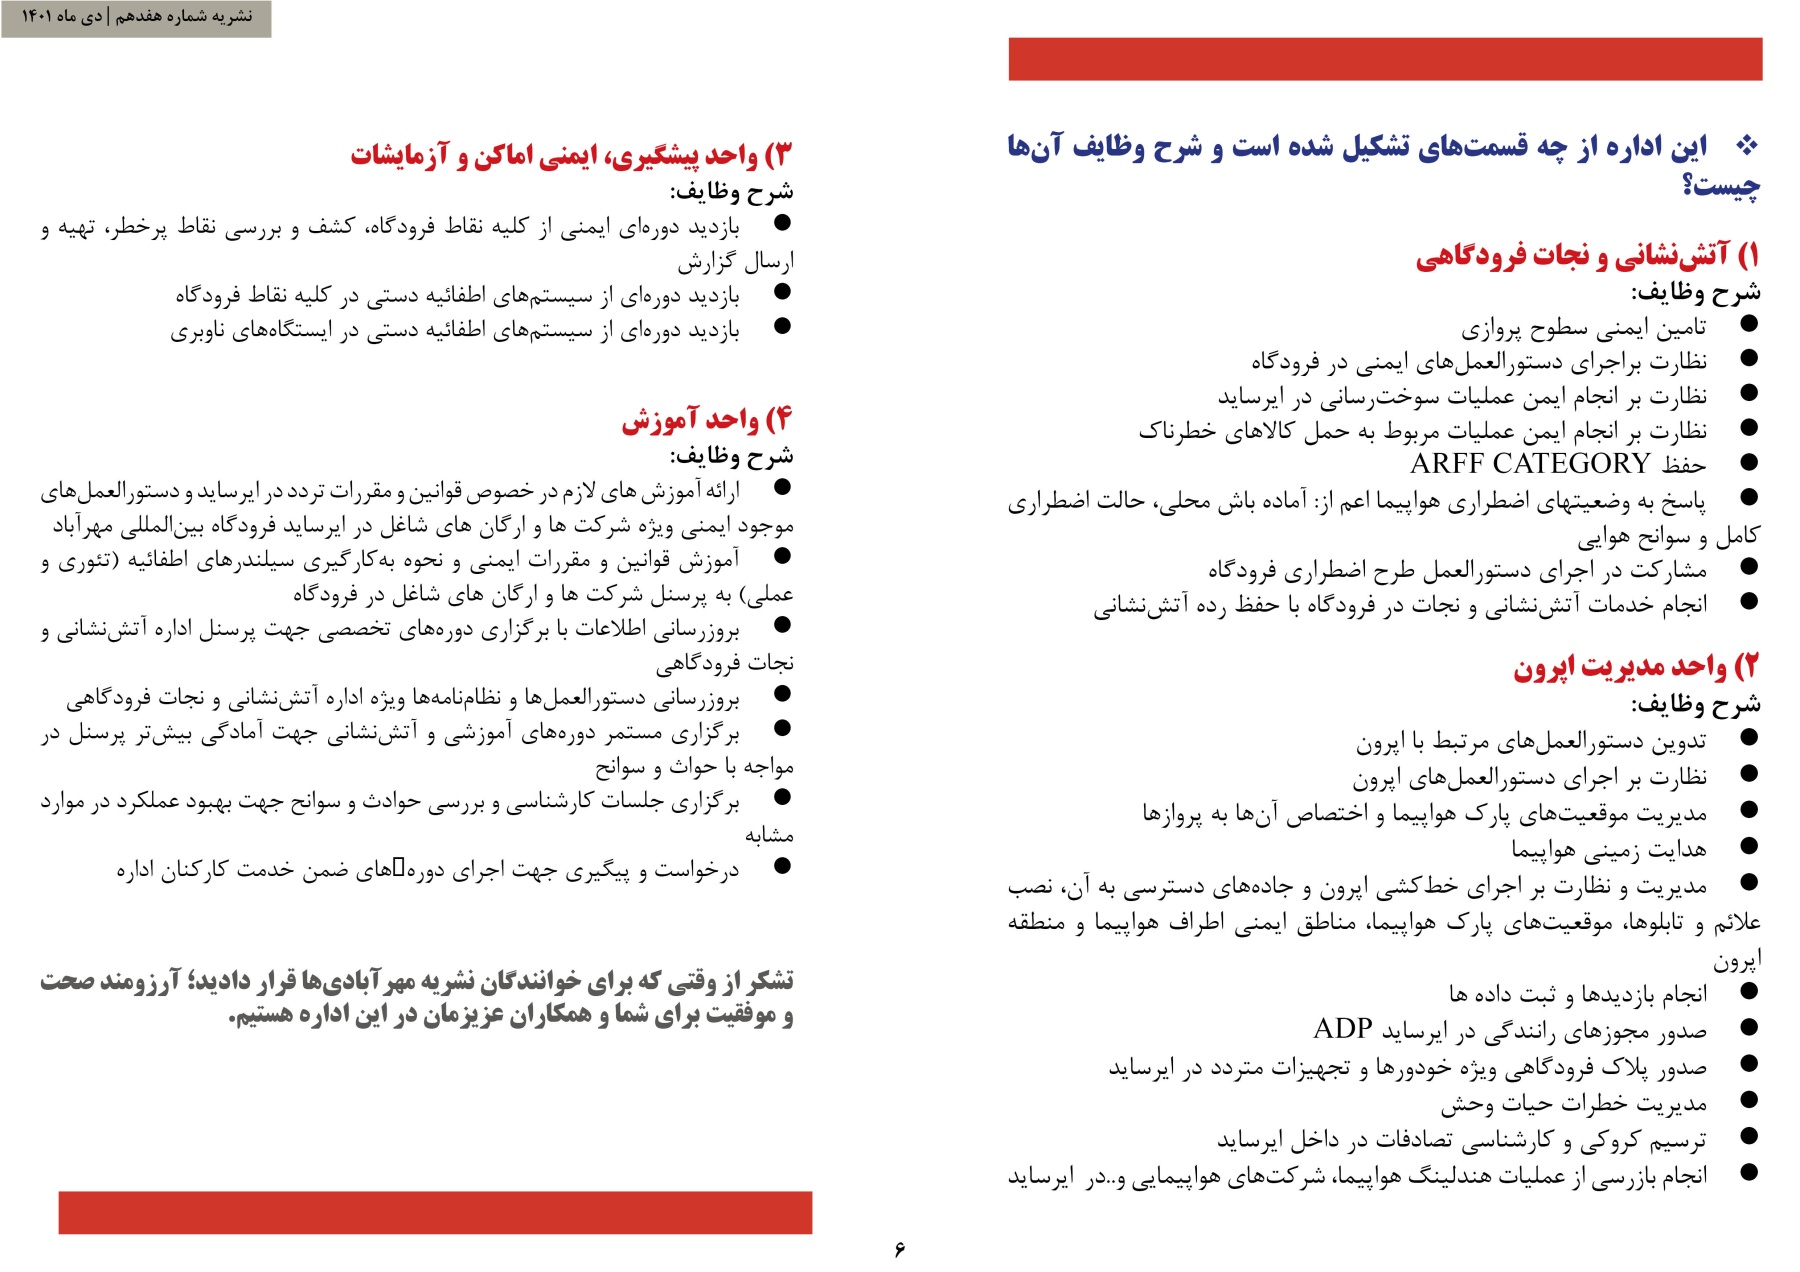 نشریه شماره هفدهم | دی ماه ۱۴۰۱
❖ این اداره از چه قسمت‌های تشکیل شده است و شرح وظایف آن‌ها
چیست؟
۱) آتش‌نشانی و نجات فرودگاهی
شرح وظایف:
● تامین ایمنی سطوح پروازی
● نظارت براجرای دستورالعمل‌های ایمنی در فرودگاه
● نظارت بر انجام ایمن عملیات سوخت‌رسانی در ایرساید
● نظارت بر انجام ایمن عملیات مربوط به حمل کالاهای خطرناک
● حفظ ARFF CATEGORY
● پاسخ به وضعیتهای اضطراری هواپیما اعم از: آماده باش محلی، حالت اضطراری
کامل و سوانح هوایی
● مشارکت در اجرای دستورالعمل طرح اضطراری فرودگاه
● انجام خدمات آتش‌نشانی و نجات در فرودگاه با حفظ رده آتش‌نشانی
۲) واحد مدیریت اپرون
شرح وظایف:
● تدوین دستورالعمل‌های مرتبط با اپرون
● نظارت بر اجرای دستورالعمل‌های اپرون
● مدیریت موقعیت‌های پارک هواپیما و اختصاص آن‌ها به پروازها
● هدایت زمینی هواپیما
● مدیریت و نظارت بر اجرای خط‌کشی اپرون و جاده‌های دسترسی به آن، نصب
علائم و تابلوها، موقعیت‌های پارک هواپیما، مناطق ایمنی اطراف هواپیما و منطقه
اپرون
● انجام بازدیدها و ثبت داده ها
● صدور مجوزهای رانندگی در ایرساید ADP
● صدور پلاک فرودگاهی ویژه خودورها و تجهیزات متردد در ایرساید
● مدیریت خطرات حیات وحش
● ترسیم کروکی و کارشناسی تصادفات در داخل ایرساید
● انجام بازرسی از عملیات هندلینگ هواپیما، شرکت‌های هواپیمایی و..در ایرساید
۳) واحد پیشگیری، ایمنی اماکن و آزمایشات
شرح وظایف:
● بازدید دوره‌ای ایمنی از کلیه نقاط فرودگاه، کشف و بررسی نقاط پرخطر، تهیه و
ارسال گزارش
● بازدید دوره‌ای از سیستم‌های اطفائیه دستی در کلیه نقاط فرودگاه
● بازدید دوره‌ای از سیستم‌های اطفائیه دستی در ایستگاه‌های ناوبری
۴) واحد آموزش
شرح وظایف:
● ارائه آموزش های لازم در خصوص قوانین و مقررات تردد در ایرساید و دستورالعمل‌های
موجود ایمنی ویژه شرکت ها و ارگان های شاغل در ایرساید فرودگاه بین‌المللی مهرآباد
● آموزش قوانین و مقررات ایمنی و نحوه به‌کارگیری سیلندرهای اطفائیه (تئوری و
عملی) به پرسنل شرکت ها و ارگان های شاغل در فرودگاه
● بروزرسانی اطلاعات با برگزاری دوره‌های تخصصی جهت پرسنل اداره آتش‌نشانی و
نجات فرودگاهی
● بروزرسانی دستورالعمل‌ها و نظام‌نامه‌ها ویژه اداره آتش‌نشانی و نجات فرودگاهی
● برگزاری مستمر دوره‌های آموزشی و آتش‌نشانی جهت آمادگی بیش‌تر پرسنل در
مواجه با حواث و سوانح
● برگزاری جلسات کارشناسی و بررسی حوادث و سوانح جهت بهبود عملکرد در موارد
مشابه
● درخواست و پیگیری جهت اجرای دوره▯های ضمن خدمت کارکنان اداره
تشکر از وقتی که برای خوانندگان نشریه مهرآبادی‌ها قرار دادید؛ آرزومند صحت
و موفقیت برای شما و همکاران عزیزمان در این اداره هستیم.
۶